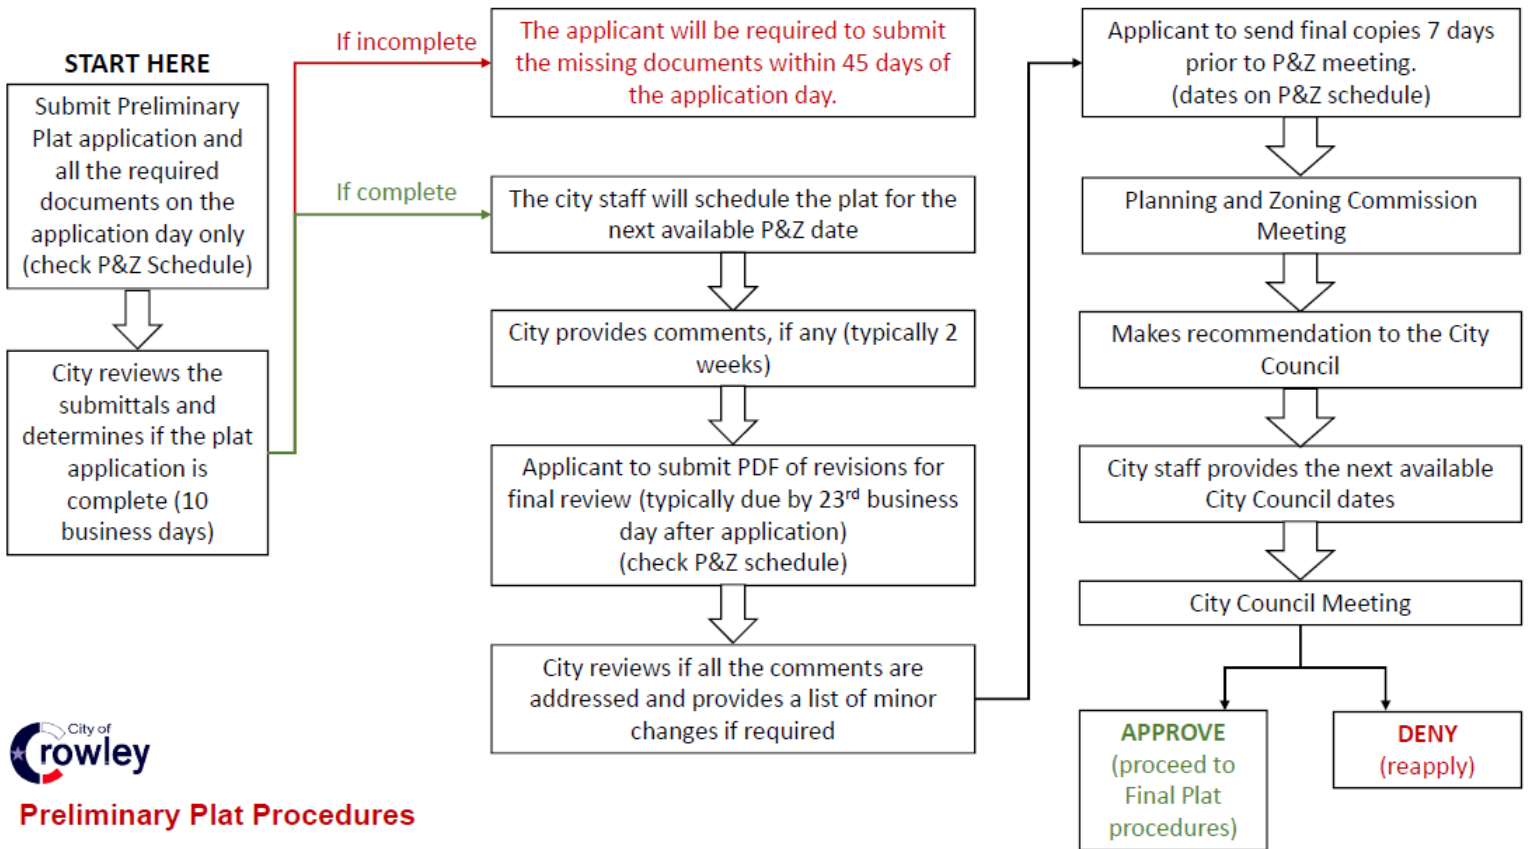 START HERE
Submit Preliminary
Plat application and
all the required
documents on the
application day only
(check P&Z Schedule)
City reviews the
submittals and
determines if the plat
application is
complete (10
business days)
If incomplete
The applicant will be required to submit
the missing documents within 45 days of
the application day.
If complete
The city staff will schedule the plat for the
next available P&Z date
City provides comments, if any (typically 2
weeks)
Applicant to submit PDF of revisions for
final review (typically due by 23rd business
day after application)
(check P&Z schedule)
City reviews if all the comments are
addressed and provides a list of minor
changes if required
Applicant to send final copies 7 days
prior to P&Z meeting.
(dates on P&Z schedule)
Planning and Zoning Commission
Meeting
Makes recommendation to the City
Council
City staff provides the next available
City Council dates
City Council Meeting
APPROVE
(proceed to
Final Plat
procedures)
DENY
(reapply)
City of
Crowley
Preliminary Plat Procedures